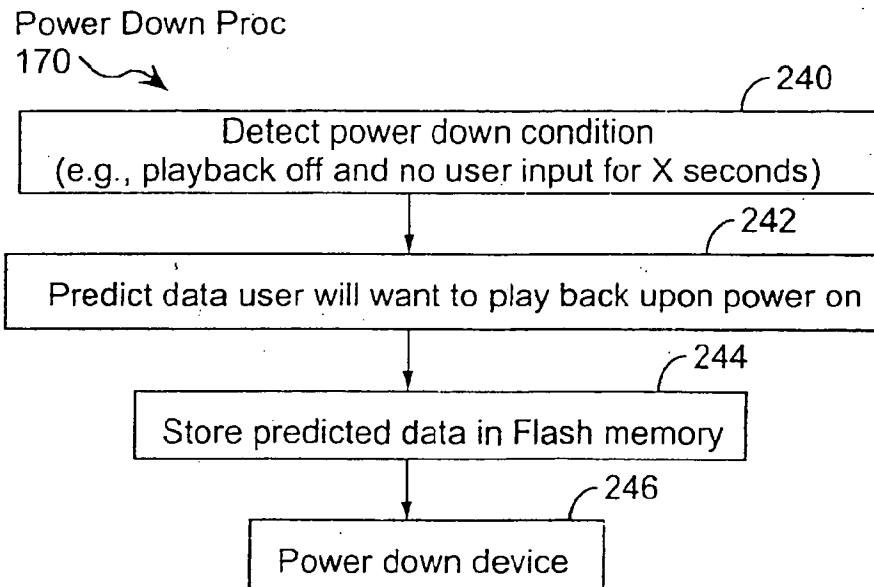 Power Down Proc
170
240
Detect power down condition
(e.g., playback off and no user input for X seconds)
242
Predict data user will want to play back upon power on
244
Store predicted data in Flash memory
246
Power down device